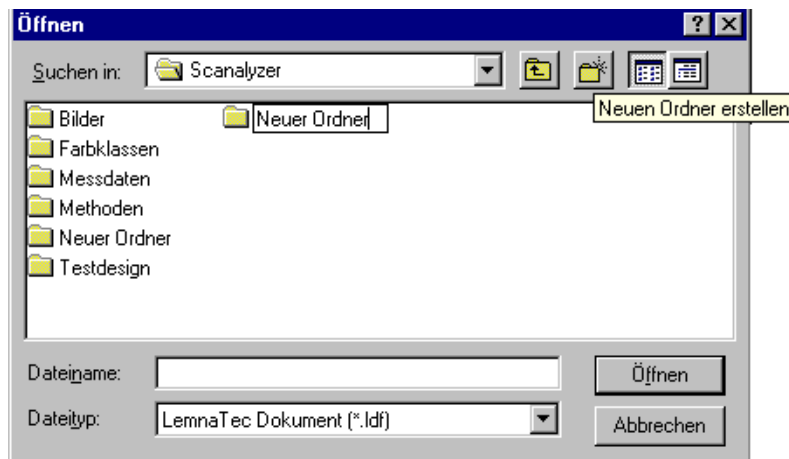 Öffnen
Suchen in: Scanalyzer
Neuen Ordner erstellen
Bilder Neuer Ordner
Farbklassen
Messdaten
Methoden
Neuer Ordner
Testdesign
Dateiname: Öffnen
Dateityp: LemnaTec Dokument (*.ldf) Abbrechen